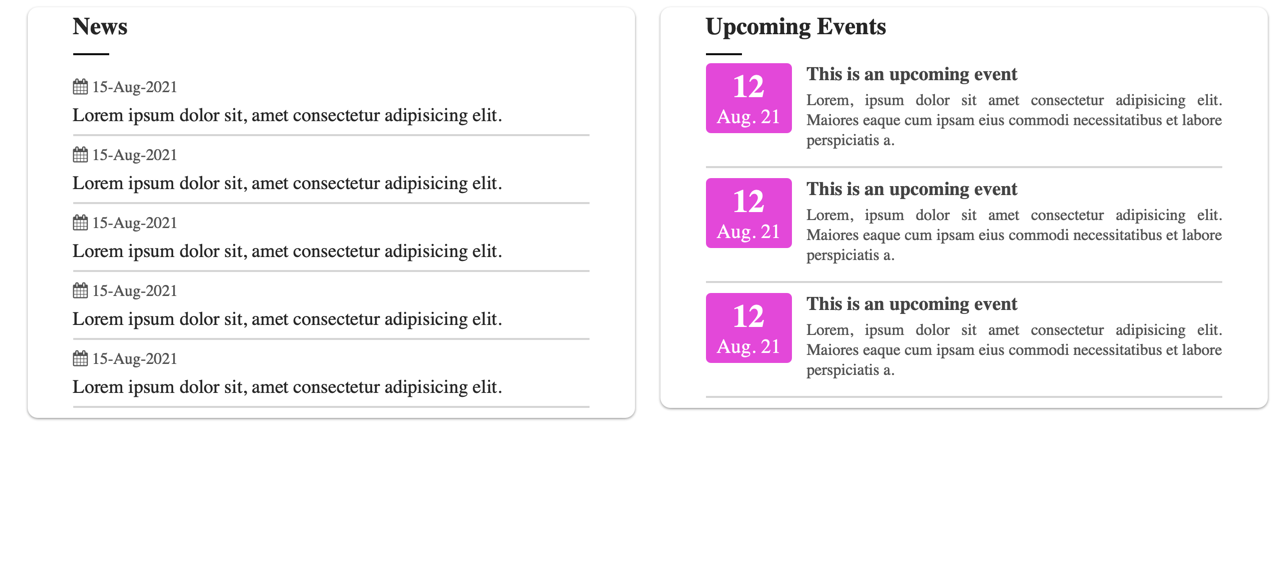 News
15-Aug-2021
Lorem ipsum dolor sit, amet consectetur adipisicing elit.
15-Aug-2021
Lorem ipsum dolor sit, amet consectetur adipisicing elit.
15-Aug-2021
Lorem ipsum dolor sit, amet consectetur adipisicing elit.
15-Aug-2021
Lorem ipsum dolor sit, amet consectetur adipisicing elit.
15-Aug-2021
Lorem ipsum dolor sit, amet consectetur adipisicing elit.
Upcoming Events
12
Aug. 21
This is an upcoming event
Lorem, ipsum dolor sit amet consectetur adipisicing elit.
Maiores eaque cum ipsam eius commodi necessitatibus et labore
perspiciatis a.
12
Aug. 21
This is an upcoming event
Lorem, ipsum dolor sit amet consectetur adipisicing elit.
Maiores eaque cum ipsam eius commodi necessitatibus et labore
perspiciatis a.
12
Aug. 21
This is an upcoming event
Lorem, ipsum dolor sit amet consectetur adipisicing elit.
Maiores eaque cum ipsam eius commodi necessitatibus et labore
perspiciatis a.